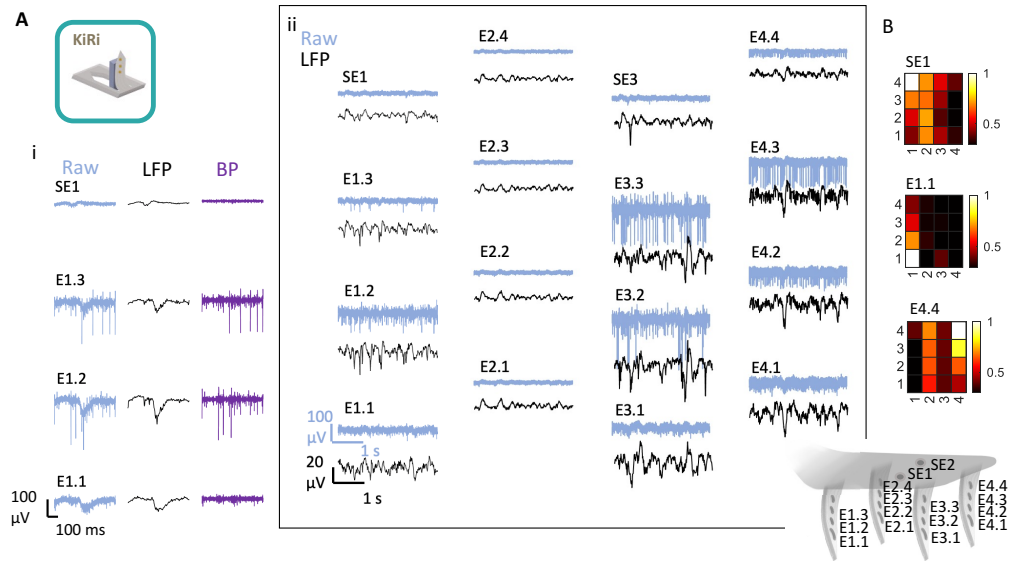 A
KiRi
i
Raw
LFP
BP
SE1
E1.3
E1.2
E1.1
100
µV
100 ms
ii
Raw
LFP
SE1
E1.3
E1.2
E1.1
100
µV
1 s
20
µV
1 s
E2.4
E2.3
E2.2
E2.1
SE3
E3.3
E3.2
E3.1
E4.4
E4.3
E4.2
E4.1
B
SE1
4
3
2
1
1 2 3 4
1
0.5
E1.1
4
3
2
1
1 2 3 4
1
0.5
E4.4
4
3
2
1
1 2 3 4
1
0.5
SE2
SE1
E1.3
E1.2
E1.1
E2.4
E2.3
E2.2
E2.1
E3.3
E3.2
E3.1
E4.4
E4.3
E4.2
E4.1